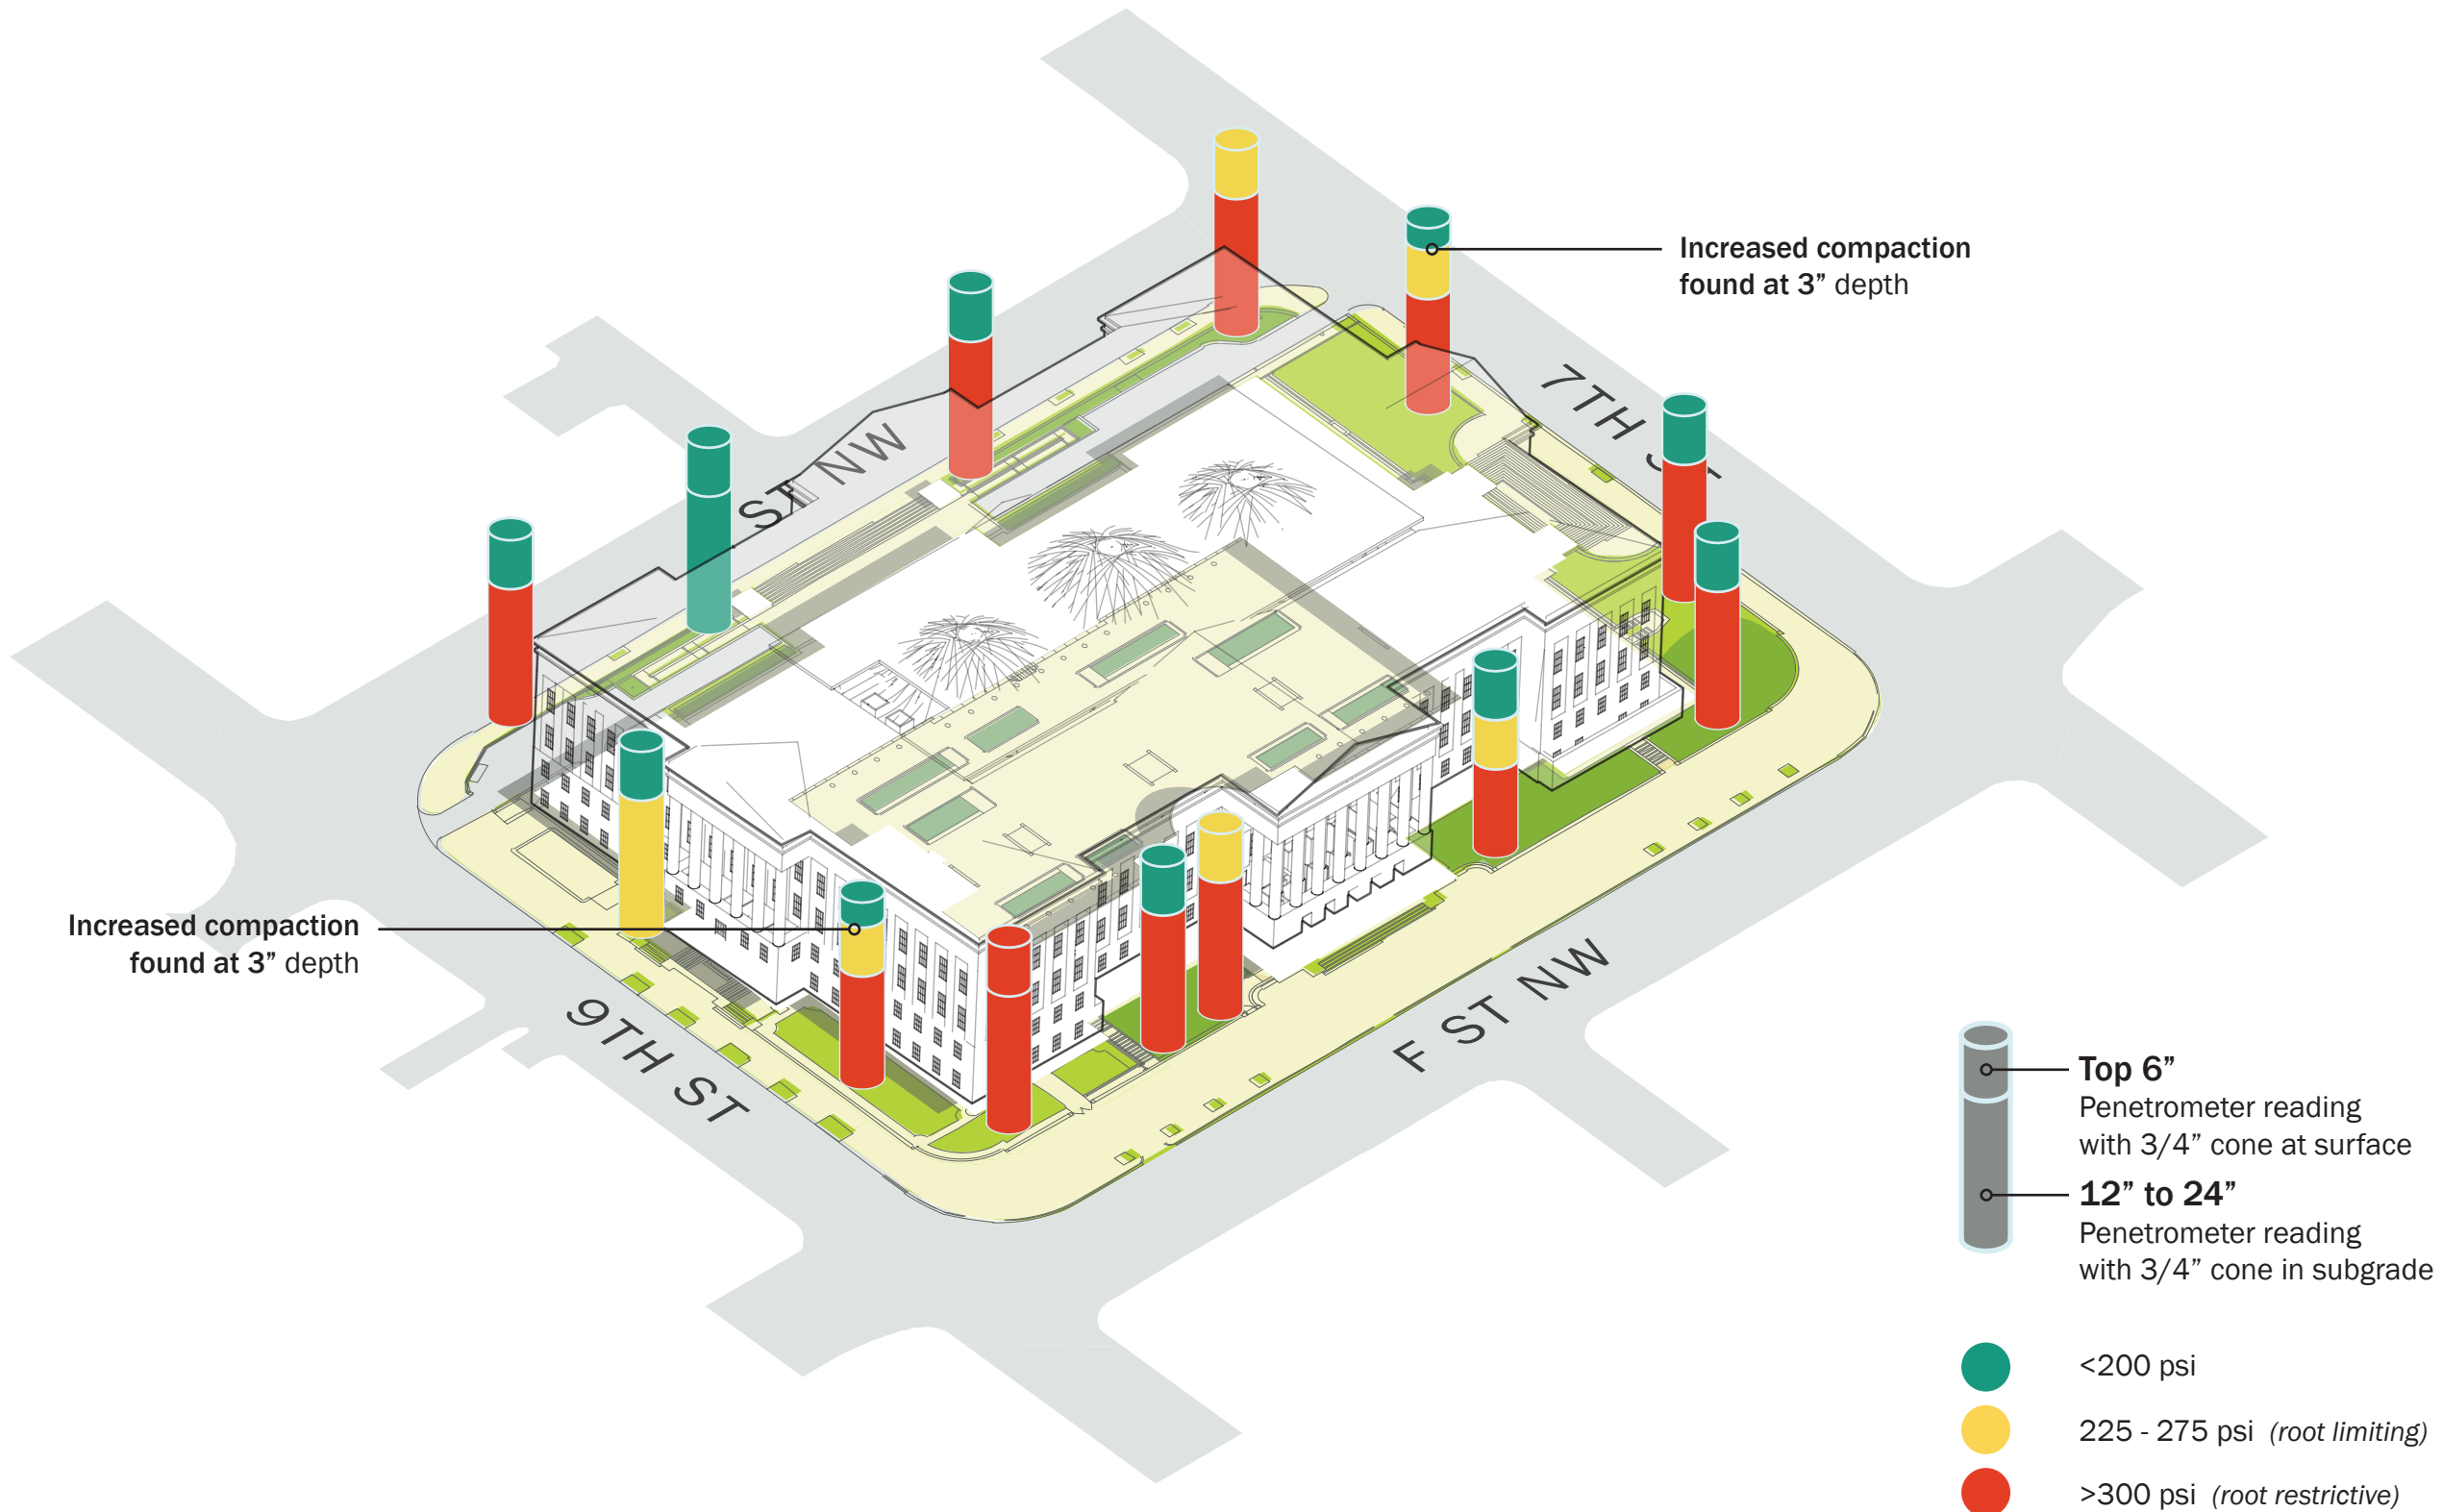 Increased compaction
found at 3” depth
7TH ST
ST NW
Increased compaction
found at 3” depth
9TH ST
F ST NW
Top 6”
Penetrometer reading
with 3/4” cone at surface
12” to 24”
Penetrometer reading
with 3/4” cone in subgrade
<200 psi
225 - 275 psi (root limiting)
>300 psi (root restrictive)